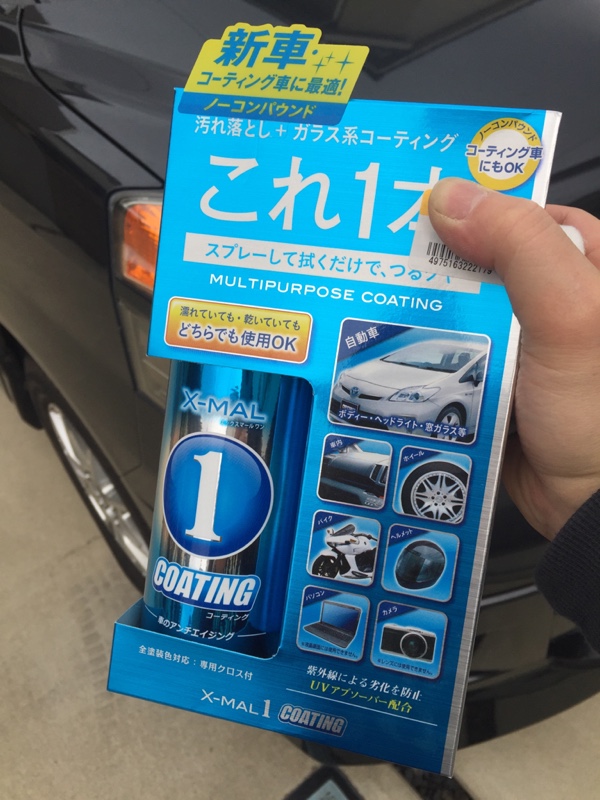 新車・
コーティング車に最適!
ノーコンパウンド
汚れ落とし + ガラス系コーティング
ノーコンパウンド
コーティング車
にもOK
これ1
スプレーして拭くだけで、つる
4975163222179
MULTIPURPOSE COATING
濡れていても・乾いていても
どちらでも使用OK
自動車
ボディー・ヘッドライト・窓ガラス等
X-MAL
1
COATING
コーティング
車のアンチエイジング
車内
ホイール
バイク
ヘルメット
パソコン
カメラ
全塗装色対応:専用クロス付
紫外線による劣化を防止
UVアブソーバー配合
X-MAL 1 COATING